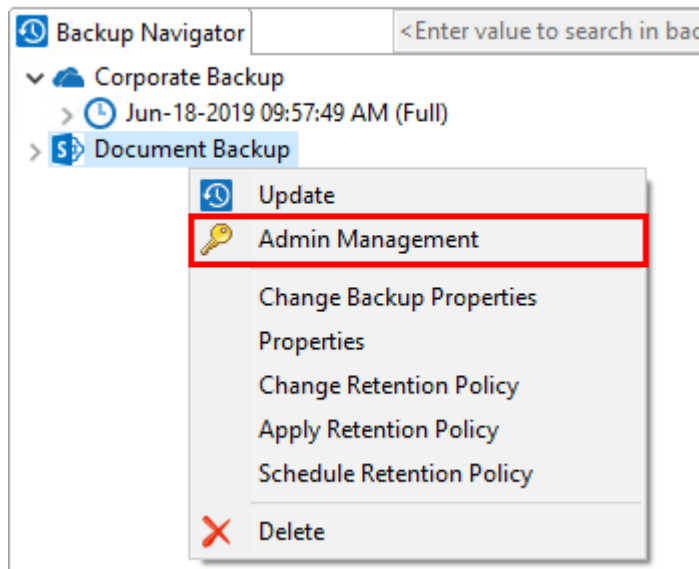 Backup Navigator
<Enter value to search in bac
Corporate Backup
Jun-18-2019 09:57:49 AM (Full)
S Document Backup
Update
Admin Management
Change Backup Properties
Properties
Change Retention Policy
Apply Retention Policy
Schedule Retention Policy
Delete